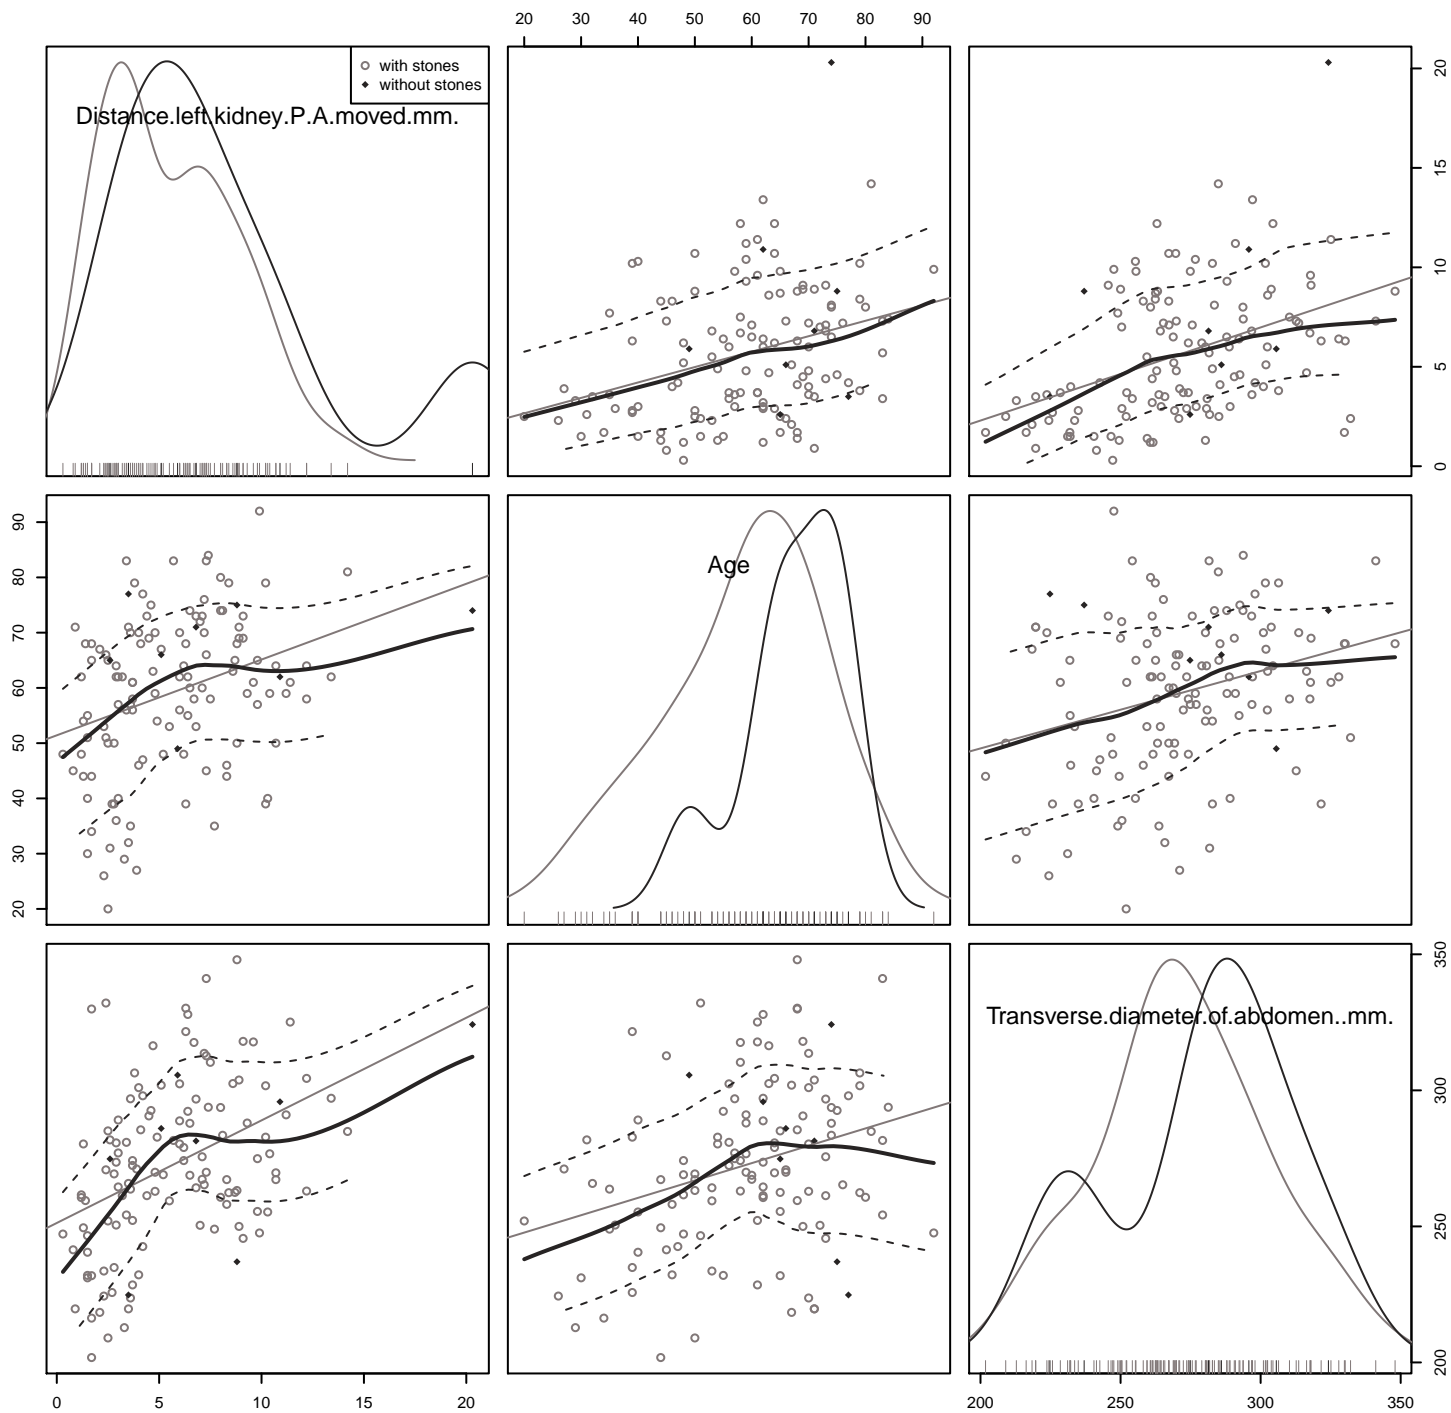 20 30 40 50 60 70 80 90
with stones
without stones
Distance.left.kidney.P.A.moved.mm.
20
15
10
5
0
90
80
70
60
50
40
30
20
Age
Transverse.diameter.of.abdomen..mm.
350
300
250
200
0 5 10 15 20
200 250 300 350